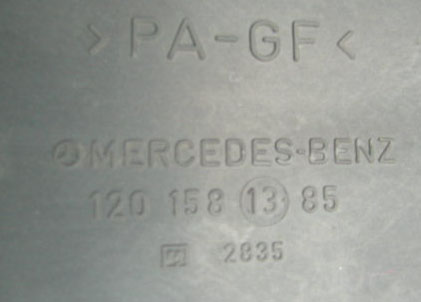 >PA-GF<
MERCEDES-BENZ
120 158 13 85
2835